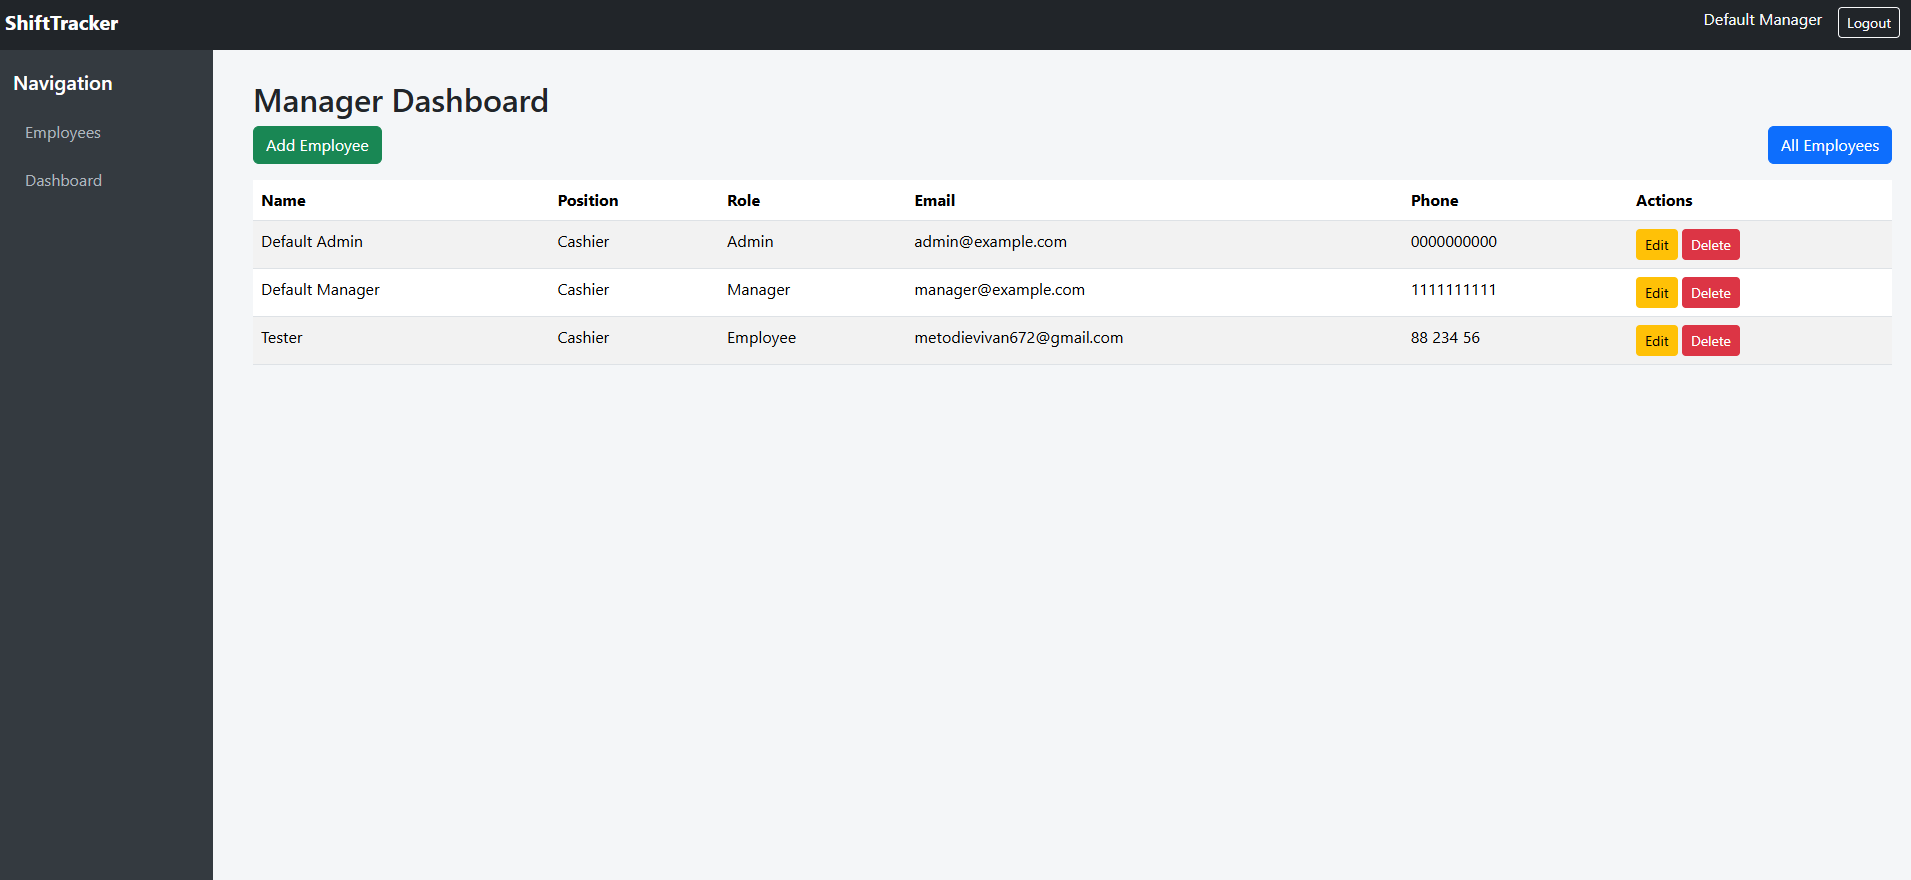 ShiftTracker
Default Manager Logout
Navigation
Employees
Dashboard
Manager Dashboard
Add Employee All Employees
Name Position Role Email Phone Actions
Default Admin Cashier Admin admin@example.com 0000000000 Edit Delete
Default Manager Cashier Manager manager@example.com 1111111111 Edit Delete
Tester Cashier Employee metodievivan672@gmail.com 88 234 56 Edit Delete